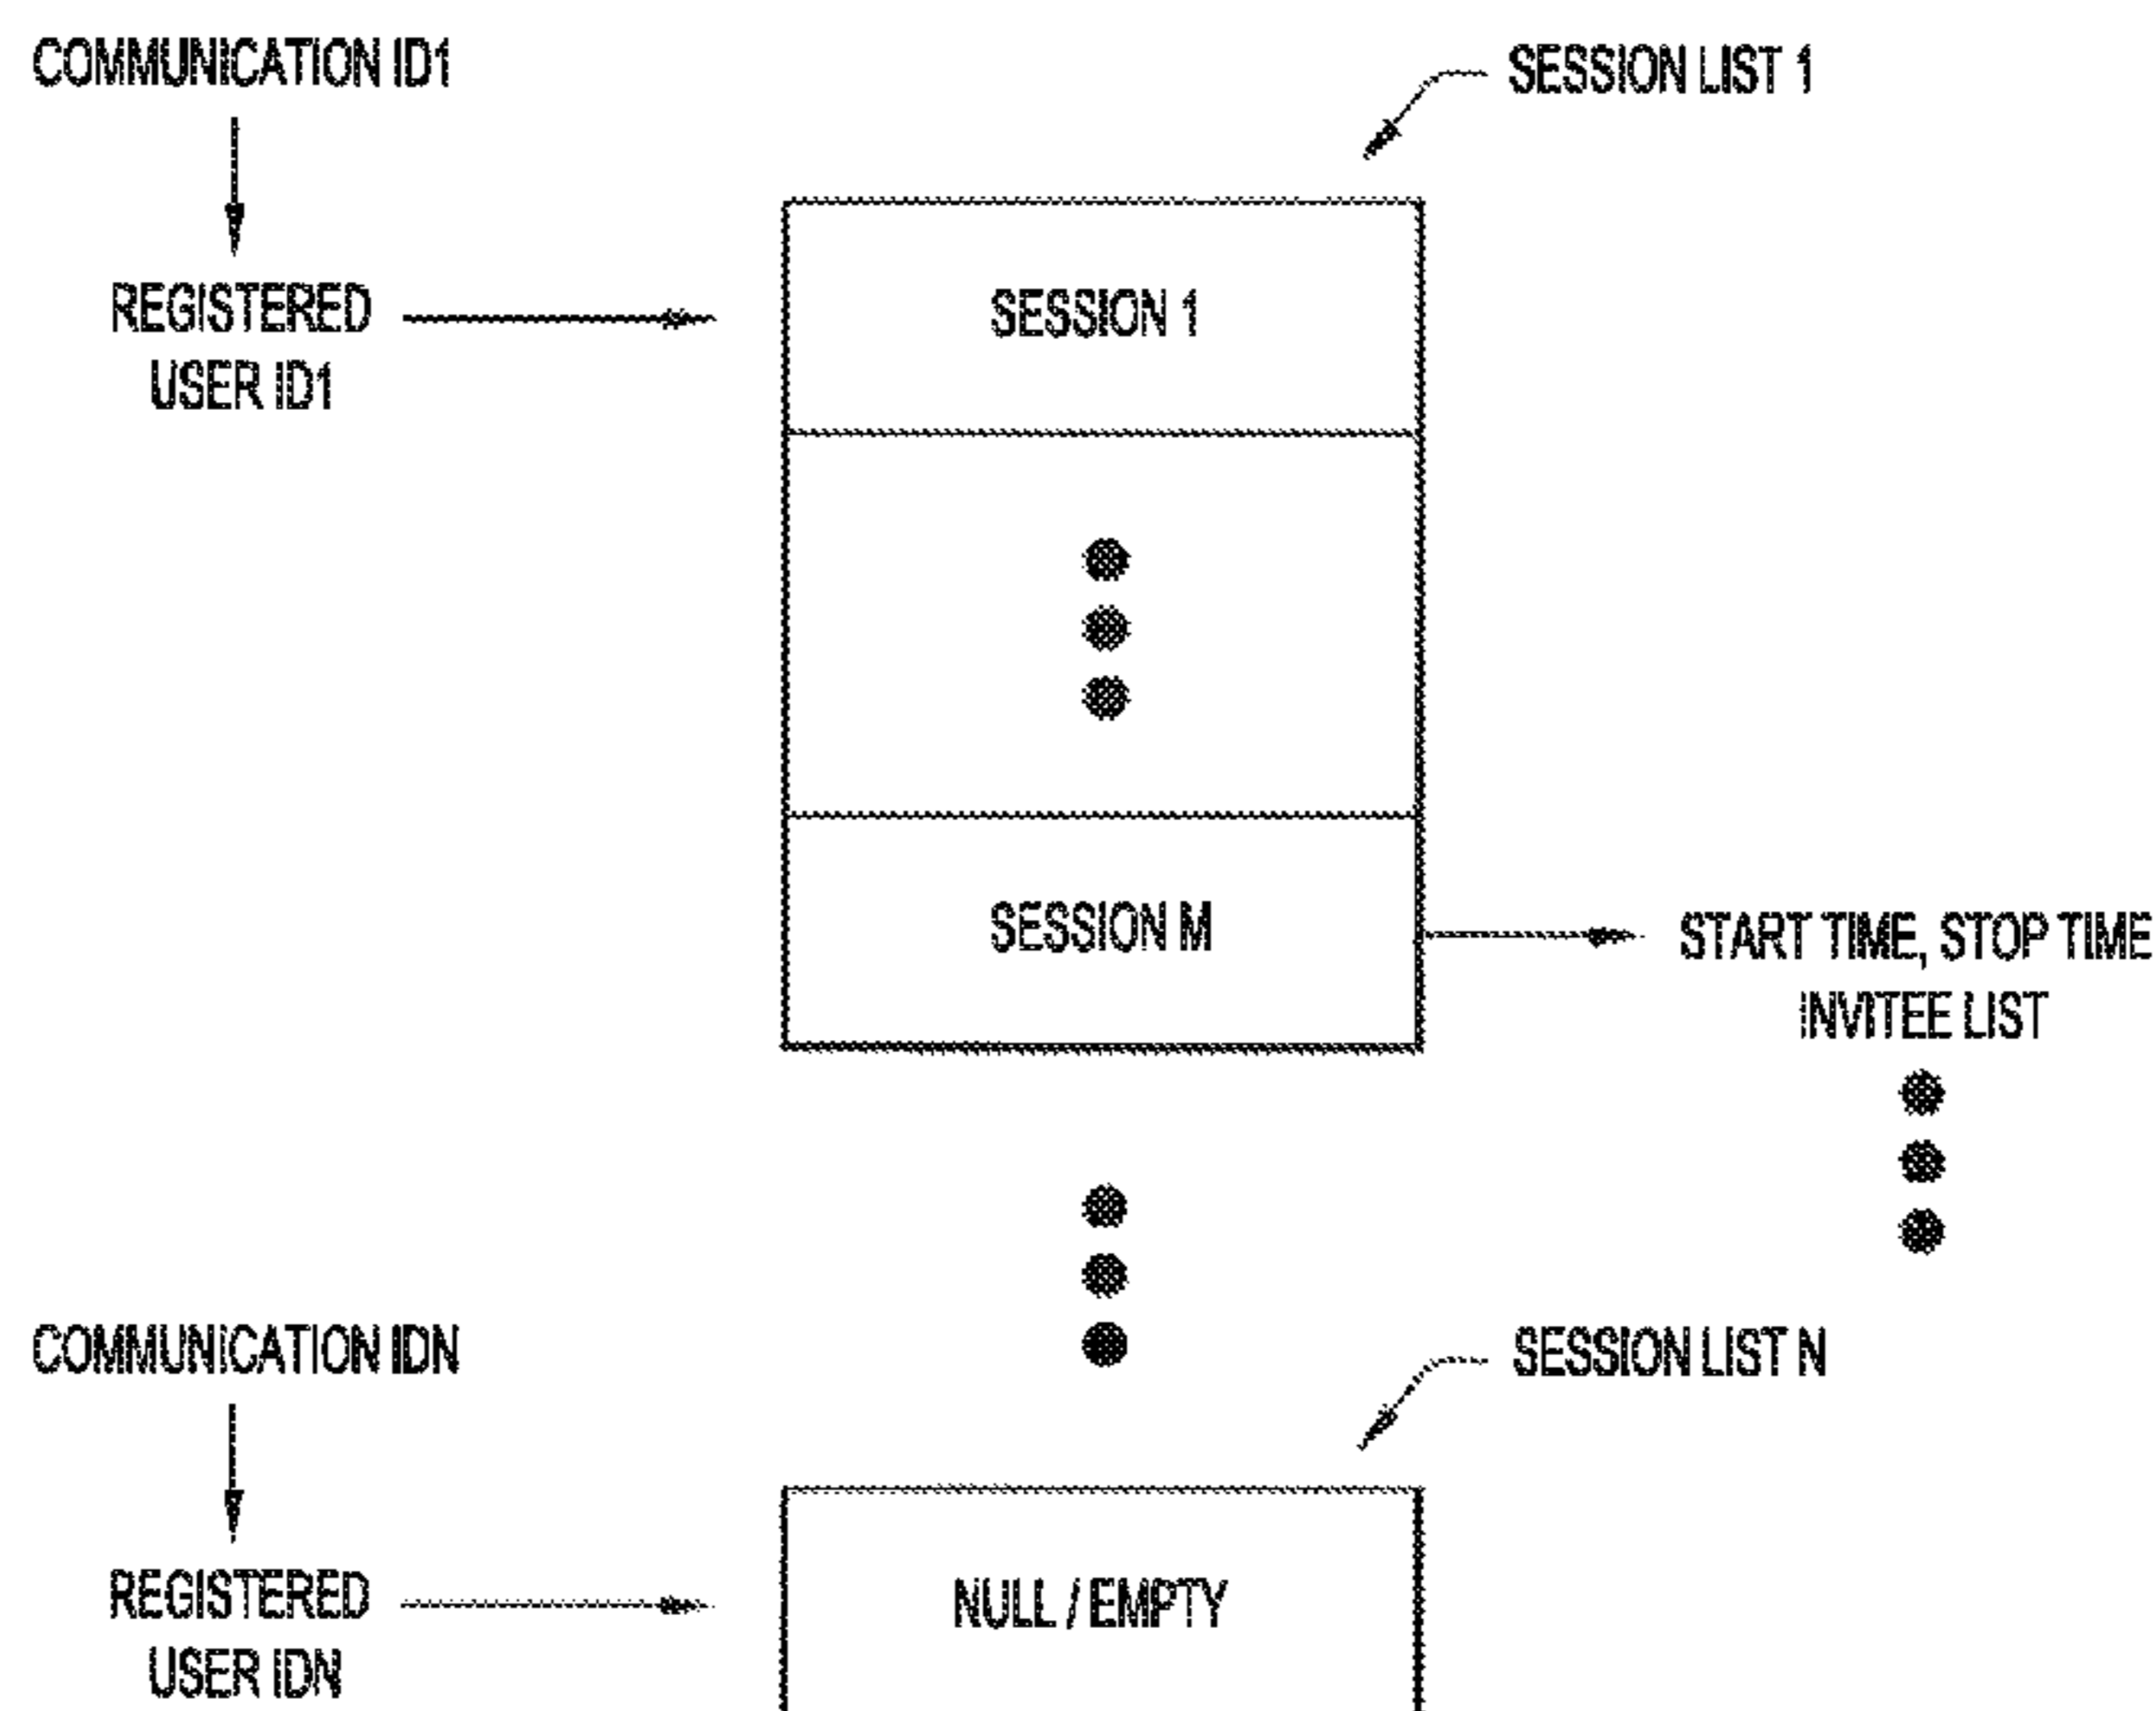 COMMUNICATION ID1
SESSION LIST 1
REGISTERED
USER ID1
SESSION 1
SESSION M
START TIME, STOP TIME
INVITEE LIST
COMMUNICATION IDN
SESSION LIST N
REGISTERED
USER IDN
NULL / EMPTY